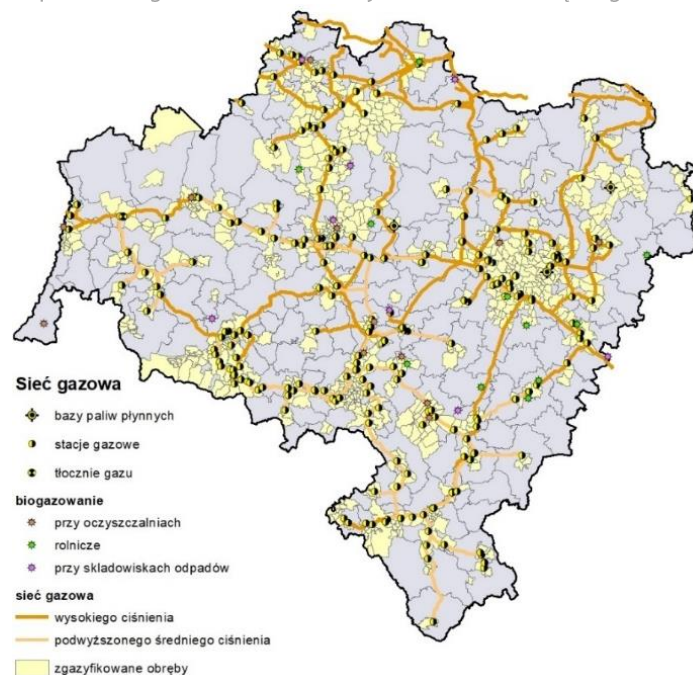 Sieć gazowa
bazy paliw płynnych
stacje gazowe
tłocznie gazu
biogazowanie
przy oczyszczalniach
rolnicze
przy składowiskach odpadów
sieć gazowa
wysokiego ciśnienia
podwyższonego średniego ciśnienia
zgazyfikowane obręby